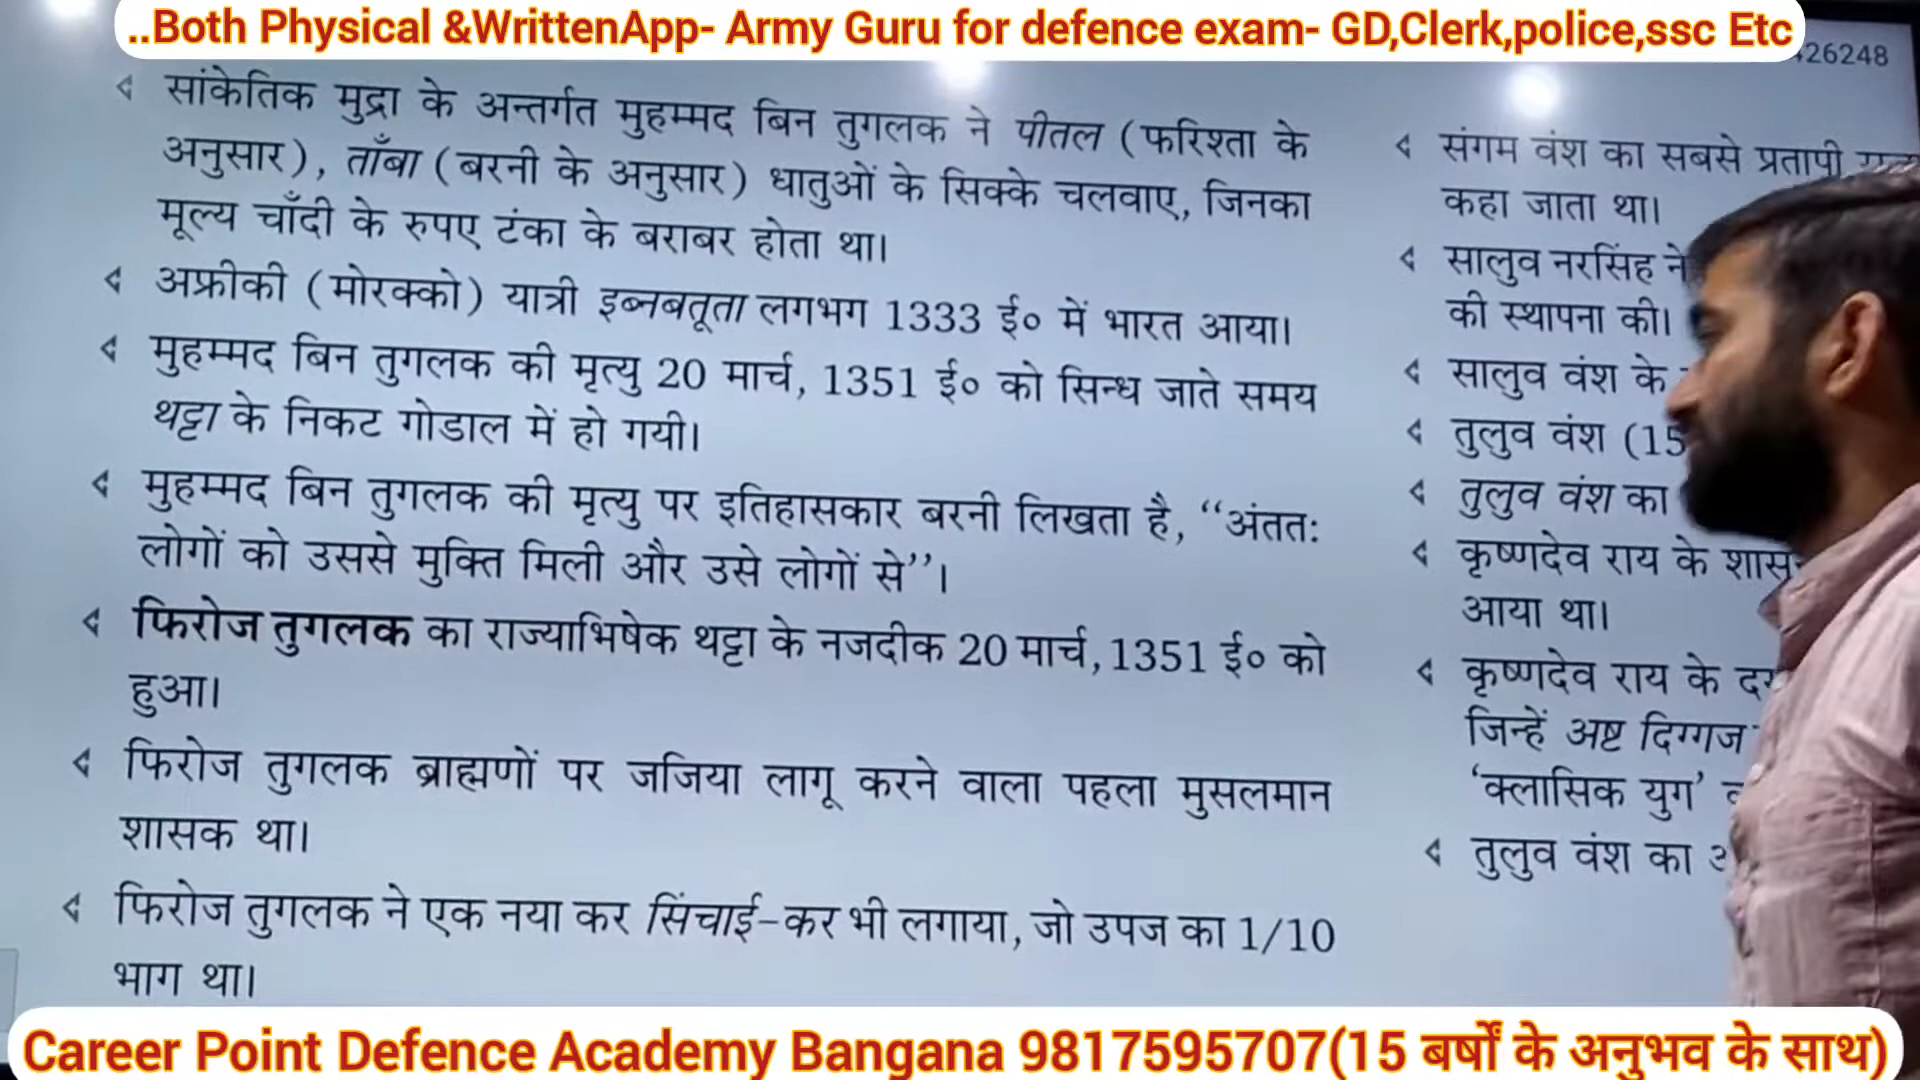 ..Both Physical &WrittenApp- Army Guru for defence exam- GD,Clerk,police,ssc Etc
26248
सांकेतिक मुद्रा के अन्तर्गत मुहम्मद बिन तुगलक ने पीतल (फरिश्ता के
अनुसार), ताँबा (बरनी के अनुसार) धातुओं के सिक्के चलवाए, जिनका
मूल्य चाँदी के रुपए टंका के बराबर होता था।
अफ्रीकी (मोरक्को) यात्री इब्नबतूता लगभग 1333 ई० में भारत आया।
मुहम्मद बिन तुगलक की मृत्यु 20 मार्च, 1351 ई० को सिन्ध जाते समय
थट्टा के निकट गोडाल में हो गयी।
मुहम्मद बिन तुगलक की मृत्यु पर इतिहासकार बरनी लिखता है, “अंततः
लोगों को उससे मुक्ति मिली और उसे लोगों से”।
फिरोज तुगलक का राज्याभिषेक थट्टा के नजदीक 20 मार्च, 1351 ई० को
हुआ।
फिरोज तुगलक ब्राह्मणों पर जजिया लागू करने वाला पहला मुसलमान
शासक था।
फिरोज तुगलक ने एक नया कर सिंचाई-कर भी लगाया, जो उपज का 1/10
भाग था।
संगम वंश का सबसे प्रतापी
कहा जाता था।
सालुव नरसिंह ने
की स्थापना की।
सालुव वंश के
तुलुव वंश (15
तुलुव वंश का
कृष्णदेव राय के
आया था।
कृष्णदेव राय के
जिन्हें अष्ट दिग्गज
‘क्लासिक युग’
तुलुव वंश का
Career Point Defence Academy Bangana 9817595707(15 बर्षों के अनुभव के साथ)